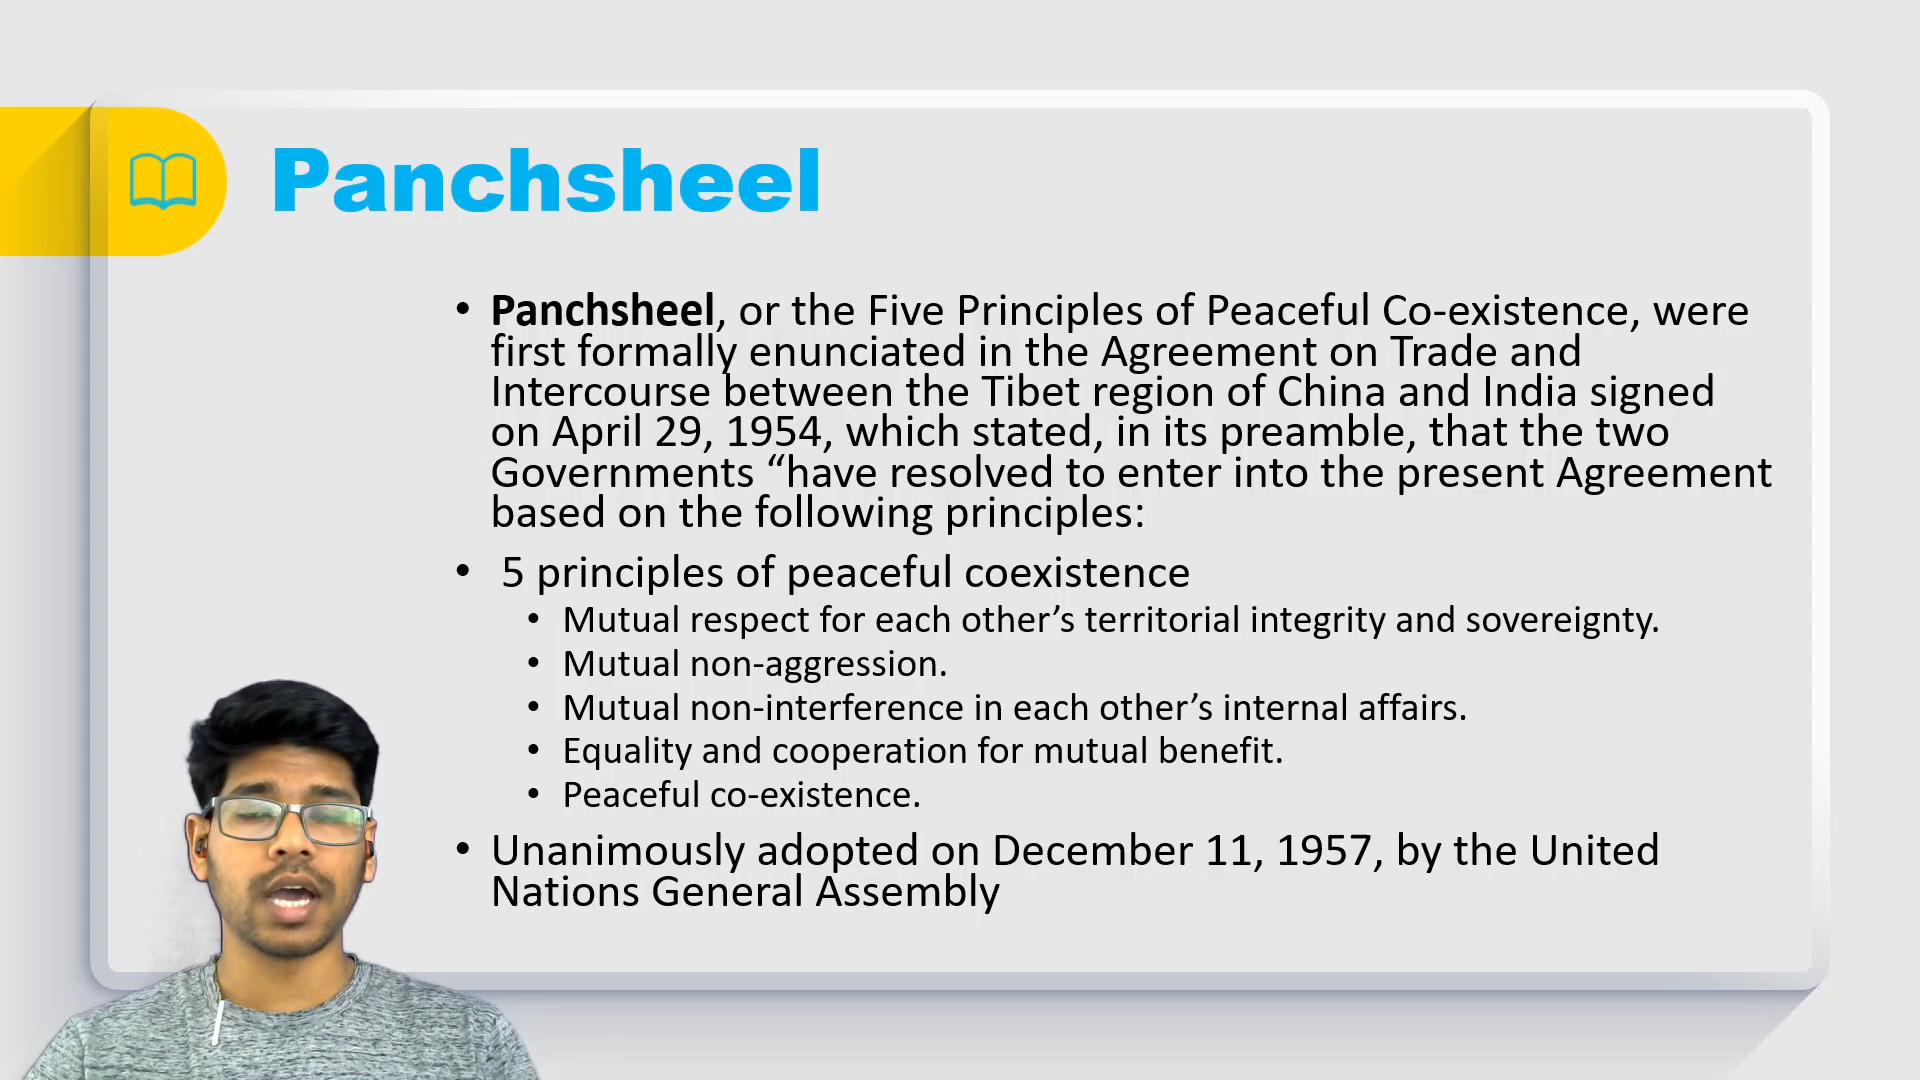 Panchsheel
• Panchsheel, or the Five Principles of Peaceful Co-existence, were
first formally enunciated in the Agreement on Trade and
Intercourse between the Tibet region of China and India signed
on April 29, 1954, which stated, in its preamble, that the two
Governments “have resolved to enter into the present Agreement
based on the following principles:
• 5 principles of peaceful coexistence
• Mutual respect for each other’s territorial integrity and sovereignty.
• Mutual non-aggression.
• Mutual non-interference in each other’s internal affairs.
• Equality and cooperation for mutual benefit.
• Peaceful co-existence.
• Unanimously adopted on December 11, 1957, by the United
Nations General Assembly